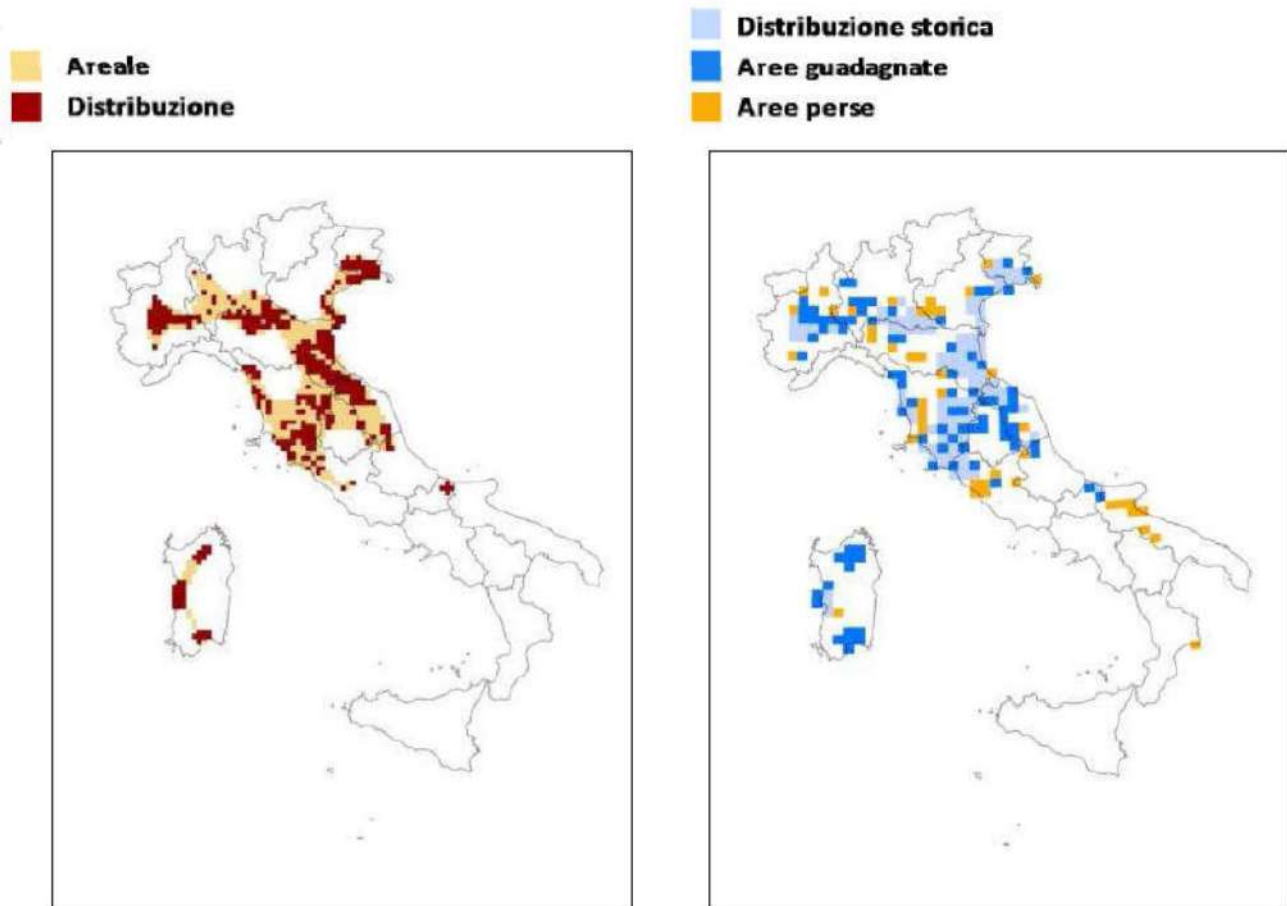 Areale
Distribuzione
Distribuzione storica
Aree guadagnate
Aree perse